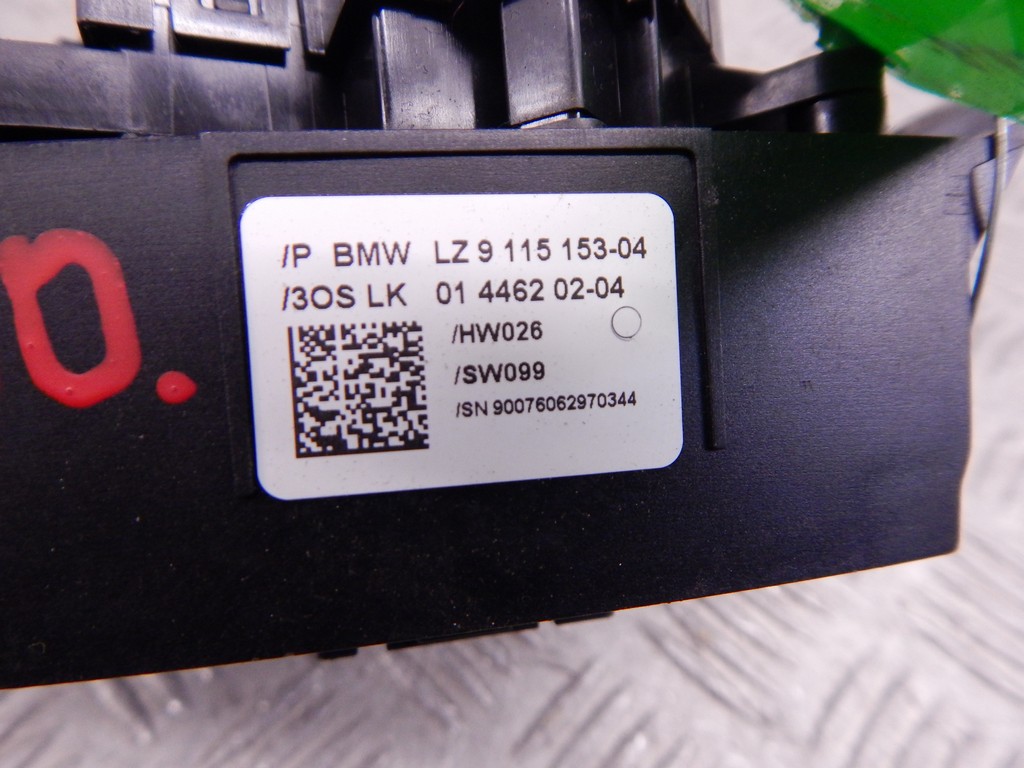 /P BMW LZ 9 115 153-04
/3OS LK 01 4462 02-04
/HW026
/SW099
/SN 90076062970344